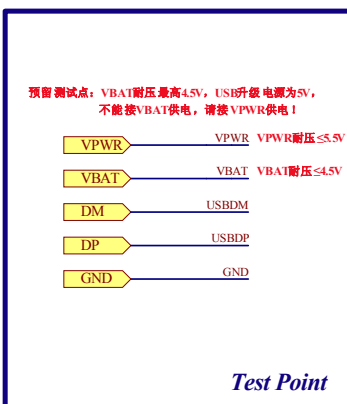 预留测试点：VBAT耐压最高4.5V，USB升级电源为5V，
不能接VBAT供电，请接VPWR供电！
VPWR VPWR VPWR耐压≤5.5V
VBAT VBAT VBAT耐压≤4.5V
DM USBDM
DP USBDP
GND GND
Test Point